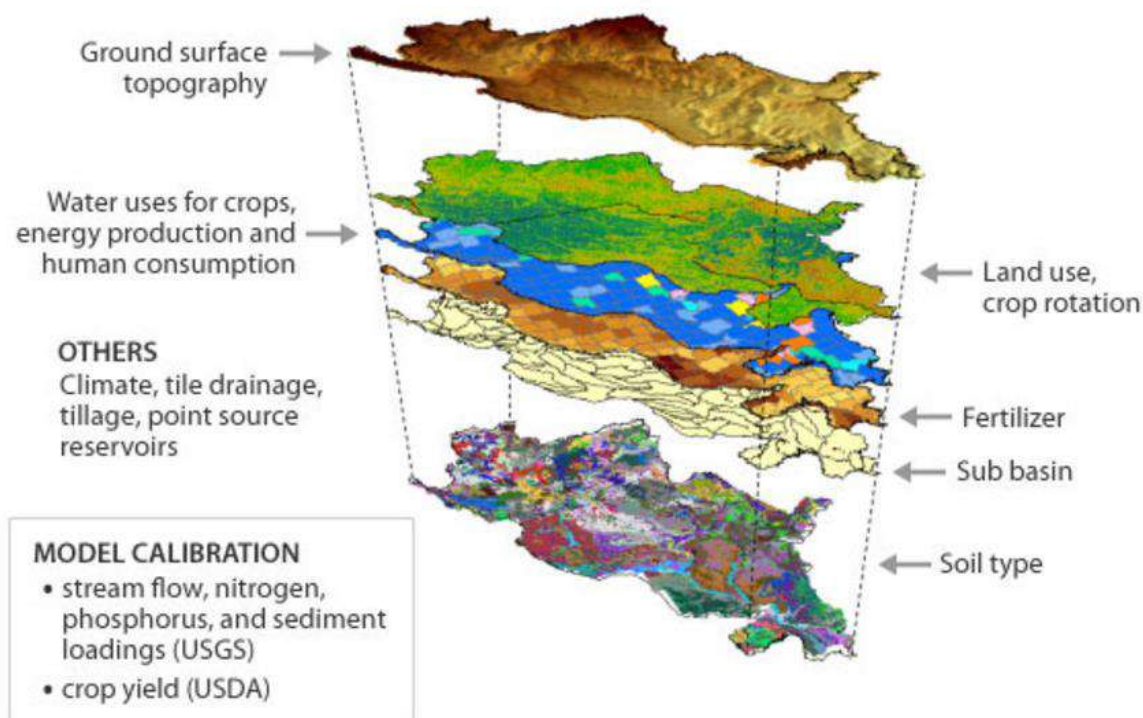 Ground surface
topography
Water uses for crops,
energy production and
human consumption
Land use,
crop rotation
OTHERS
Climate, tile drainage,
tillage, point source
reservoirs
Fertilizer
Sub basin
Soil type
MODEL CALIBRATION
• stream flow, nitrogen,
phosphorus, and sediment
loadings (USGS)
• crop yield (USDA)